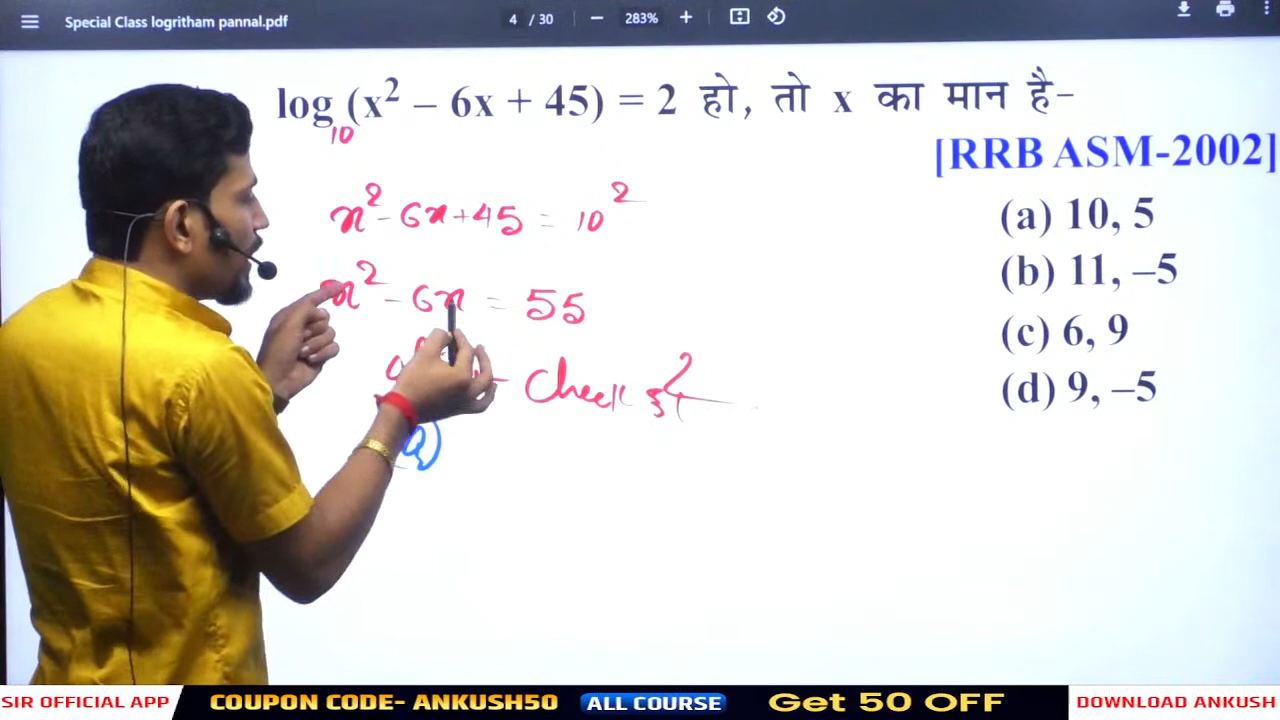 Special Class logritham pannal.pdf
4 / 30 − 283% +
log₁₀(x² – 6x + 45) = 2 हो, तो x का मान है–
[RRB ASM-2002]
(a) 10, 5
(b) 11, –5
(c) 6, 9
(d) 9, –5
x² - 6x + 45 = 10²
x² - 6x = 55
Check
(a)
SIR OFFICIAL APP
COUPON CODE- ANKUSH50
ALL COURSE
Get 50 OFF
DOWNLOAD ANKUSH